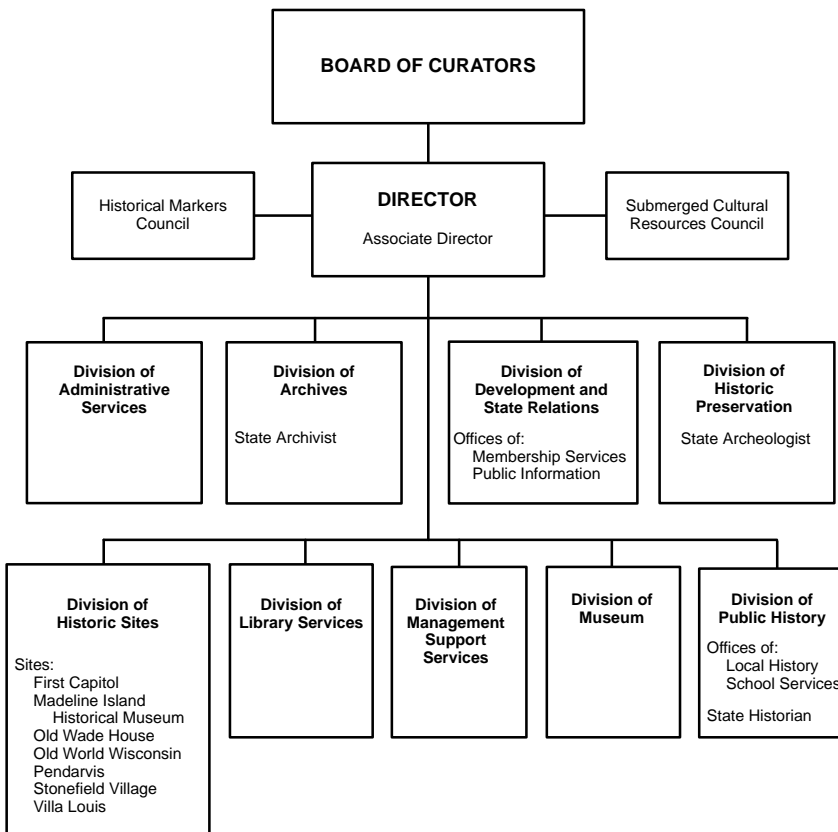 BOARD OF CURATORS
Historical Markers
Council
DIRECTOR
Associate Director
Submerged Cultural
Resources Council
Division of
Administrative
Services
Division of
Archives
State Archivist
Division of
Development and
State Relations
Offices of:
Membership Services
Public Information
Division of
Historic
Preservation
State Archeologist
Division of
Historic Sites
Sites:
First Capitol
Madeline Island
Historical Museum
Old Wade House
Old World Wisconsin
Pendarvis
Stonefield Village
Villa Louis
Division of
Library Services
Division of
Management
Support
Services
Division of
Museum
Division of
Public History
Offices of:
Local History
School Services
State Historian